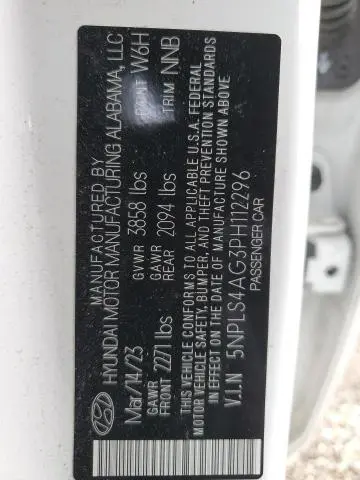 MANUFACTURED BY
HYUNDAI MOTOR MANUFACTURING ALABAMA, LLC
Mar/14/23 GVWR 3858 lbs PAINT W6H
GAWR FRONT 2271 lbs GAWR REAR 2094 lbs TRIM NNB
THIS VEHICLE CONFORMS TO ALL APPLICABLE U.S.A. FEDERAL
MOTOR VEHICLE SAFETY, BUMPER, AND THEFT PREVENTION STANDARDS
IN EFFECT ON THE DATE OF MANUFACTURE SHOWN ABOVE
V.I.N 5NPLS4AG3PH112296
PASSENGER CAR